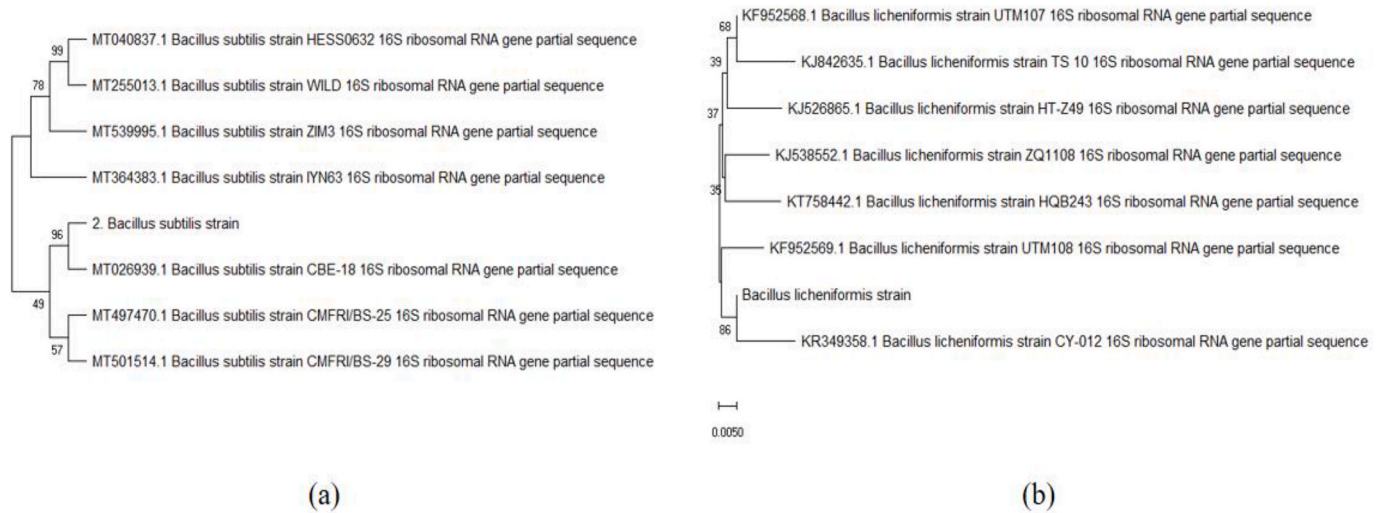 99
78
MT040837.1 Bacillus subtilis strain HESS0632 16S ribosomal RNA gene partial sequence
MT255013.1 Bacillus subtilis strain WILD 16S ribosomal RNA gene partial sequence
MT539995.1 Bacillus subtilis strain ZIM3 16S ribosomal RNA gene partial sequence
MT364383.1 Bacillus subtilis strain IYN63 16S ribosomal RNA gene partial sequence
2. Bacillus subtilis strain
96
MT026939.1 Bacillus subtilis strain CBE-18 16S ribosomal RNA gene partial sequence
49
MT497470.1 Bacillus subtilis strain CMFRI/BS-25 16S ribosomal RNA gene partial sequence
57
MT501514.1 Bacillus subtilis strain CMFRI/BS-29 16S ribosomal RNA gene partial sequence
(a)
KF952568.1 Bacillus licheniformis strain UTM107 16S ribosomal RNA gene partial sequence
68
39
KJ842635.1 Bacillus licheniformis strain TS 10 16S ribosomal RNA gene partial sequence
KJ526865.1 Bacillus licheniformis strain HT-Z49 16S ribosomal RNA gene partial sequence
37
KJ538552.1 Bacillus licheniformis strain ZQ1108 16S ribosomal RNA gene partial sequence
35
KT758442.1 Bacillus licheniformis strain HQB243 16S ribosomal RNA gene partial sequence
KF952569.1 Bacillus licheniformis strain UTM108 16S ribosomal RNA gene partial sequence
Bacillus licheniformis strain
86
KR349358.1 Bacillus licheniformis strain CY-012 16S ribosomal RNA gene partial sequence
0.0050
(b)